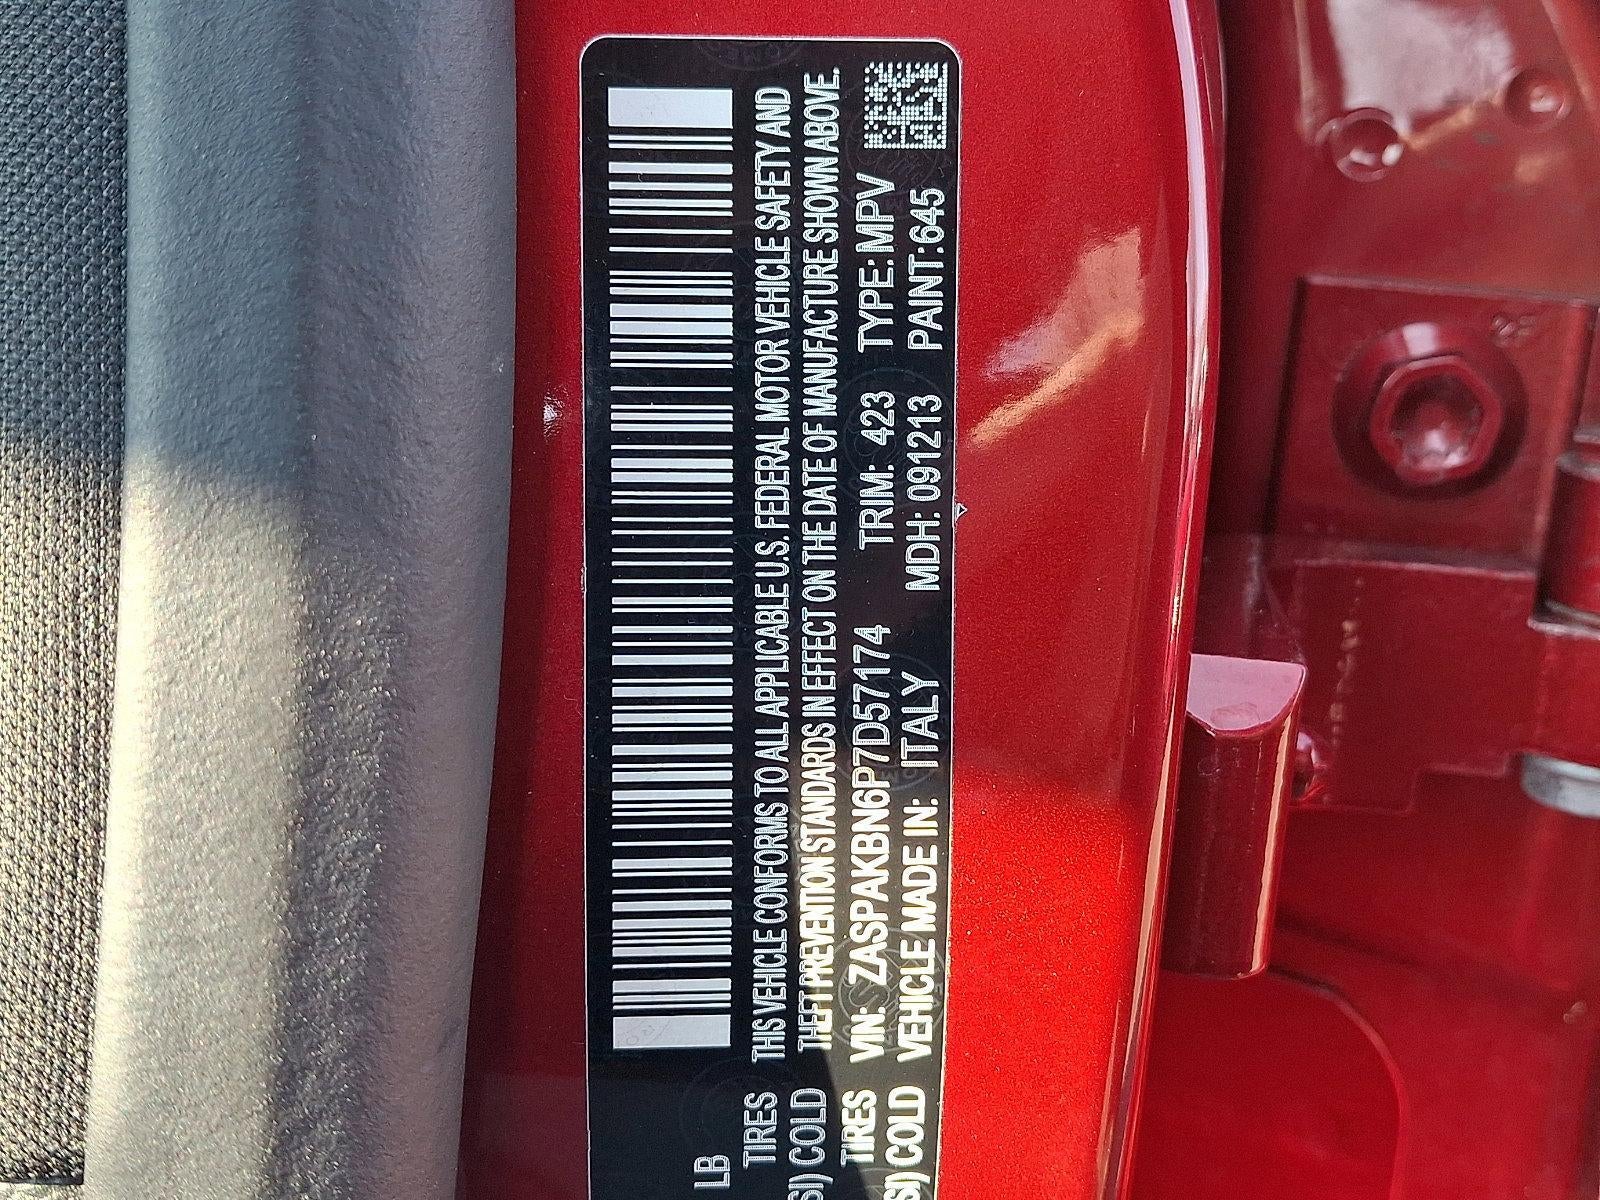 LB
TIRES
SI) COLD
TIRES
SI) COLD
THIS VEHICLE CONFORMS TO ALL APPLICABLE U.S. FEDERAL MOTOR VEHICLE SAFETY AND
THEFT PREVENTION STANDARDS IN EFFECT ON THE DATE OF MANUFACTURE SHOWN ABOVE.
VIN: ZASPAKBN6P7D57174 TRIM: 423 TYPE: MPV
VEHICLE MADE IN: ITALY MDH: 091213 PAINT:645